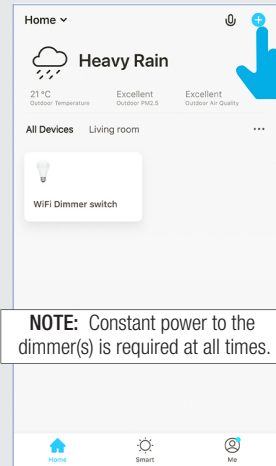 Home
Heavy Rain
21 °C Excellent Excellent
Outdoor Temperature Outdoor PM2.5 Outdoor Air Quality
All Devices Living room ...
WiFi Dimmer switch
NOTE: Constant power to the
dimmer(s) is required at all times.
Home Smart Me